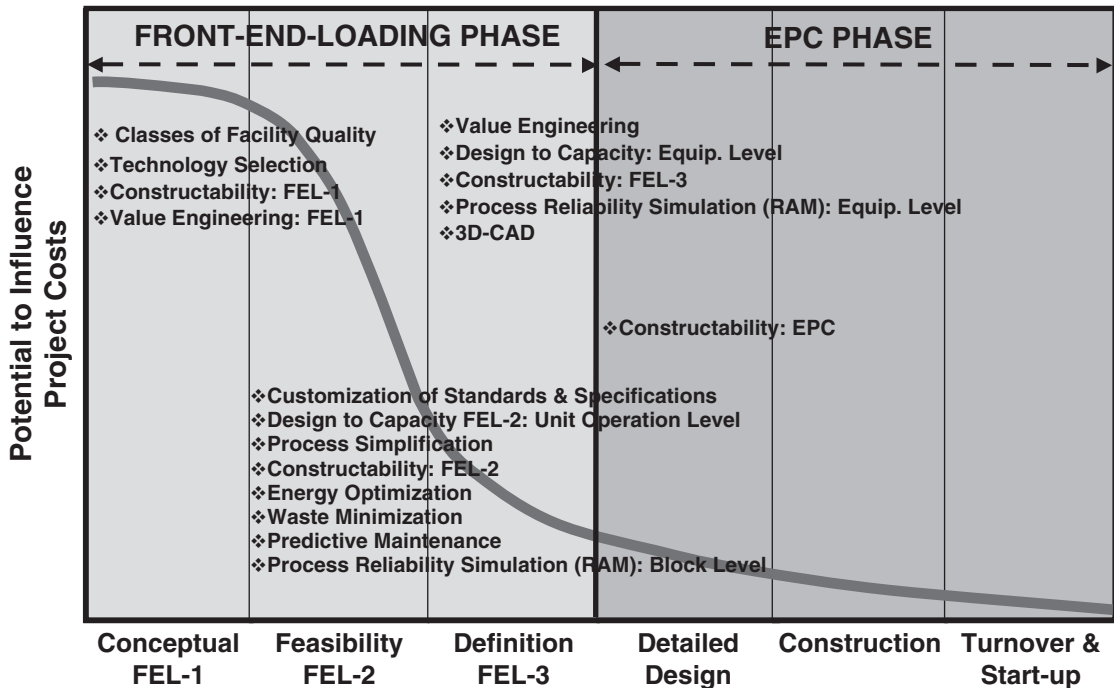 FRONT-END-LOADING PHASE
EPC PHASE
Potential to Influence
Project Costs
❖ Classes of Facility Quality
❖Technology Selection
❖Constructability: FEL-1
❖Value Engineering: FEL-1
❖Value Engineering
❖Design to Capacity: Equip. Level
❖Constructability: FEL-3
❖Process Reliability Simulation (RAM): Equip. Level
❖3D-CAD
❖Constructability: EPC
❖Customization of Standards & Specifications
❖Design to Capacity FEL-2: Unit Operation Level
❖Process Simplification
❖Constructability: FEL-2
❖Energy Optimization
❖Waste Minimization
❖Predictive Maintenance
❖Process Reliability Simulation (RAM): Block Level
Conceptual
FEL-1
Feasibility
FEL-2
Definition
FEL-3
Detailed
Design
Construction
Turnover &
Start-up